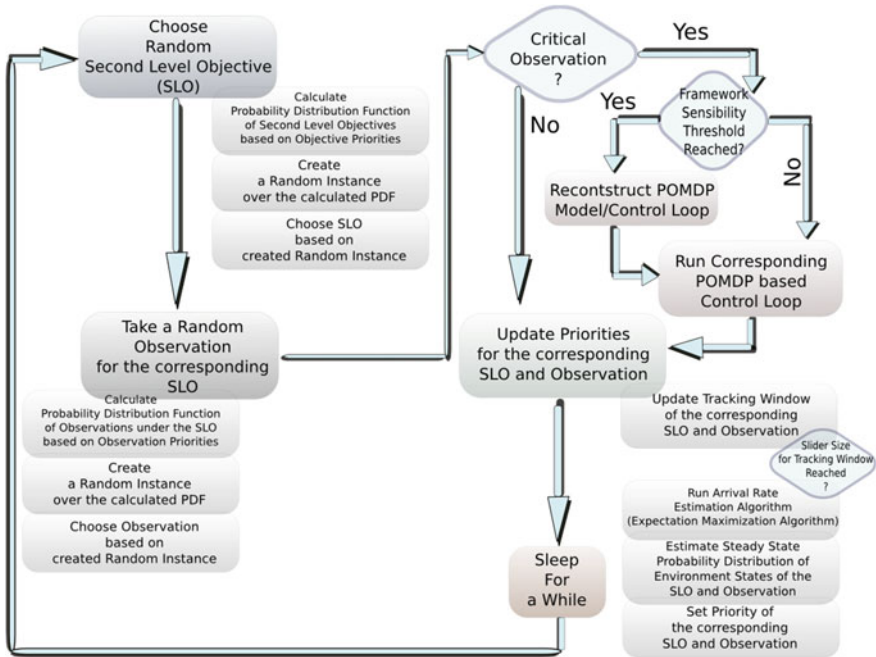 Choose
Random
Second Level Objective
(SLO)
Calculate
Probability Distribution Function
of Second Level Objectives
based on Objective Priorities
Create
a Random Instance
over the calculated PDF
Choose SLO
based on
created Random Instance
Take a Random
Observation
for the corresponding
SLO
Calculate
Probability Distribution Function
of Observations under the SLO
based on Observation Priorities
Create
a Random Instance
over the calculated PDF
Choose Observation
based on
created Random Instance
Critical
Observation
?
Yes
No
Framework
Sensibility
Threshold
Reached?
Yes
No
Recontstruct POMDP
Model/Control Loop
Run Corresponding
POMDP based
Control Loop
Update Priorities
for the corresponding
SLO and Observation
Update Tracking Window
of the corresponding
SLO and Observation
Slider Size
for Tracking Window
Reached
?
Run Arrival Rate
Estimation Algorithm
(Expectation Maximization Algorithm)
Estimate Steady State
Probability Distribution of
Environment States of the
SLO and Observation
Set Priority of
the corresponding
SLO and Observation
Sleep
For
a While